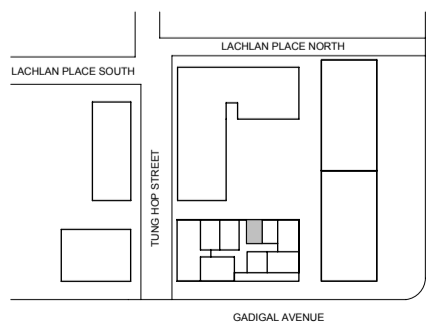 LACHLAN PLACE NORTH
LACHLAN PLACE SOUTH
TUNG HOP STREET
GADIGAL AVENUE